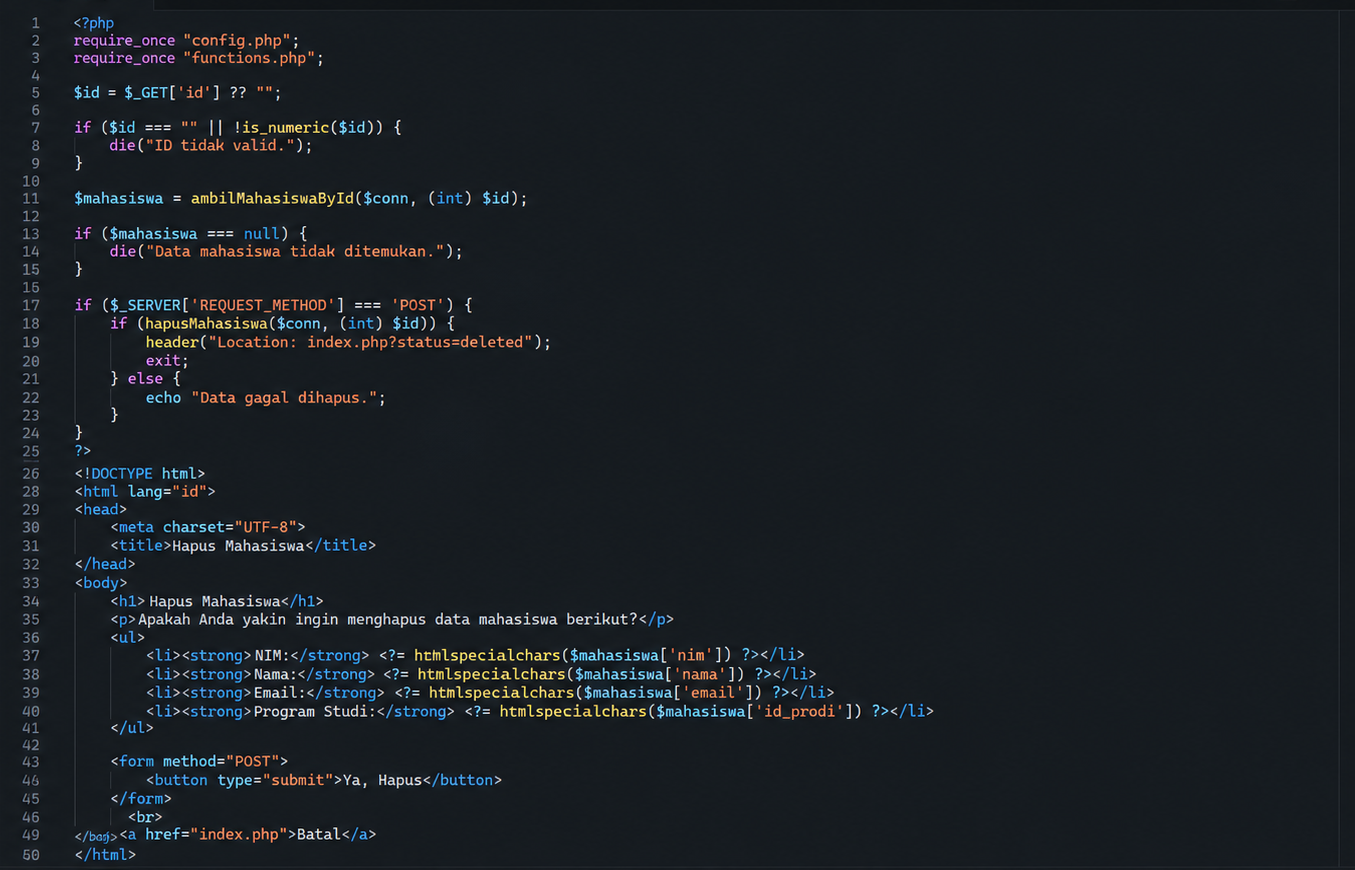 1 <?php
2 require_once "config.php";
3 require_once "functions.php";
4
5 $id = $_GET['id'] ?? "";
6
7 if ($id === "" || !is_numeric($id)) {
8 die("ID tidak valid.");
9 }
10
11 $mahasiswa = ambilMahasiswaById($conn, (int) $id);
12
13 if ($mahasiswa === null) {
14 die("Data mahasiswa tidak ditemukan.");
15 }
16
17 if ($_SERVER['REQUEST_METHOD'] === 'POST') {
18 if (hapusMahasiswa($conn, (int) $id)) {
19 header("Location: index.php?status=deleted");
20 exit;
21 } else {
22 echo "Data gagal dihapus.";
23 }
24 }
25 ?>
26 <!DOCTYPE html>
28 <html lang="id">
29 <head>
30 <meta charset="UTF-8">
31 <title>Hapus Mahasiswa</title>
32 </head>
33 <body>
34 <h1>Hapus Mahasiswa</h1>
35 <p>Apakah Anda yakin ingin menghapus data mahasiswa berikut?</p>
36 <ul>
37 <li><strong>NIM:</strong> <?= htmlspecialchars($mahasiswa['nim']) ?></li>
38 <li><strong>Nama:</strong> <?= htmlspecialchars($mahasiswa['nama']) ?></li>
39 <li><strong>Email:</strong> <?= htmlspecialchars($mahasiswa['email']) ?></li>
40 <li><strong>Program Studi:</strong> <?= htmlspecialchars($mahasiswa['id_prodi']) ?></li>
41 </ul>
42
43 <form method="POST">
46 <button type="submit">Ya, Hapus</button>
45 </form>
46 <br>
49 <a href="index.php">Batal</a>
50 </html>